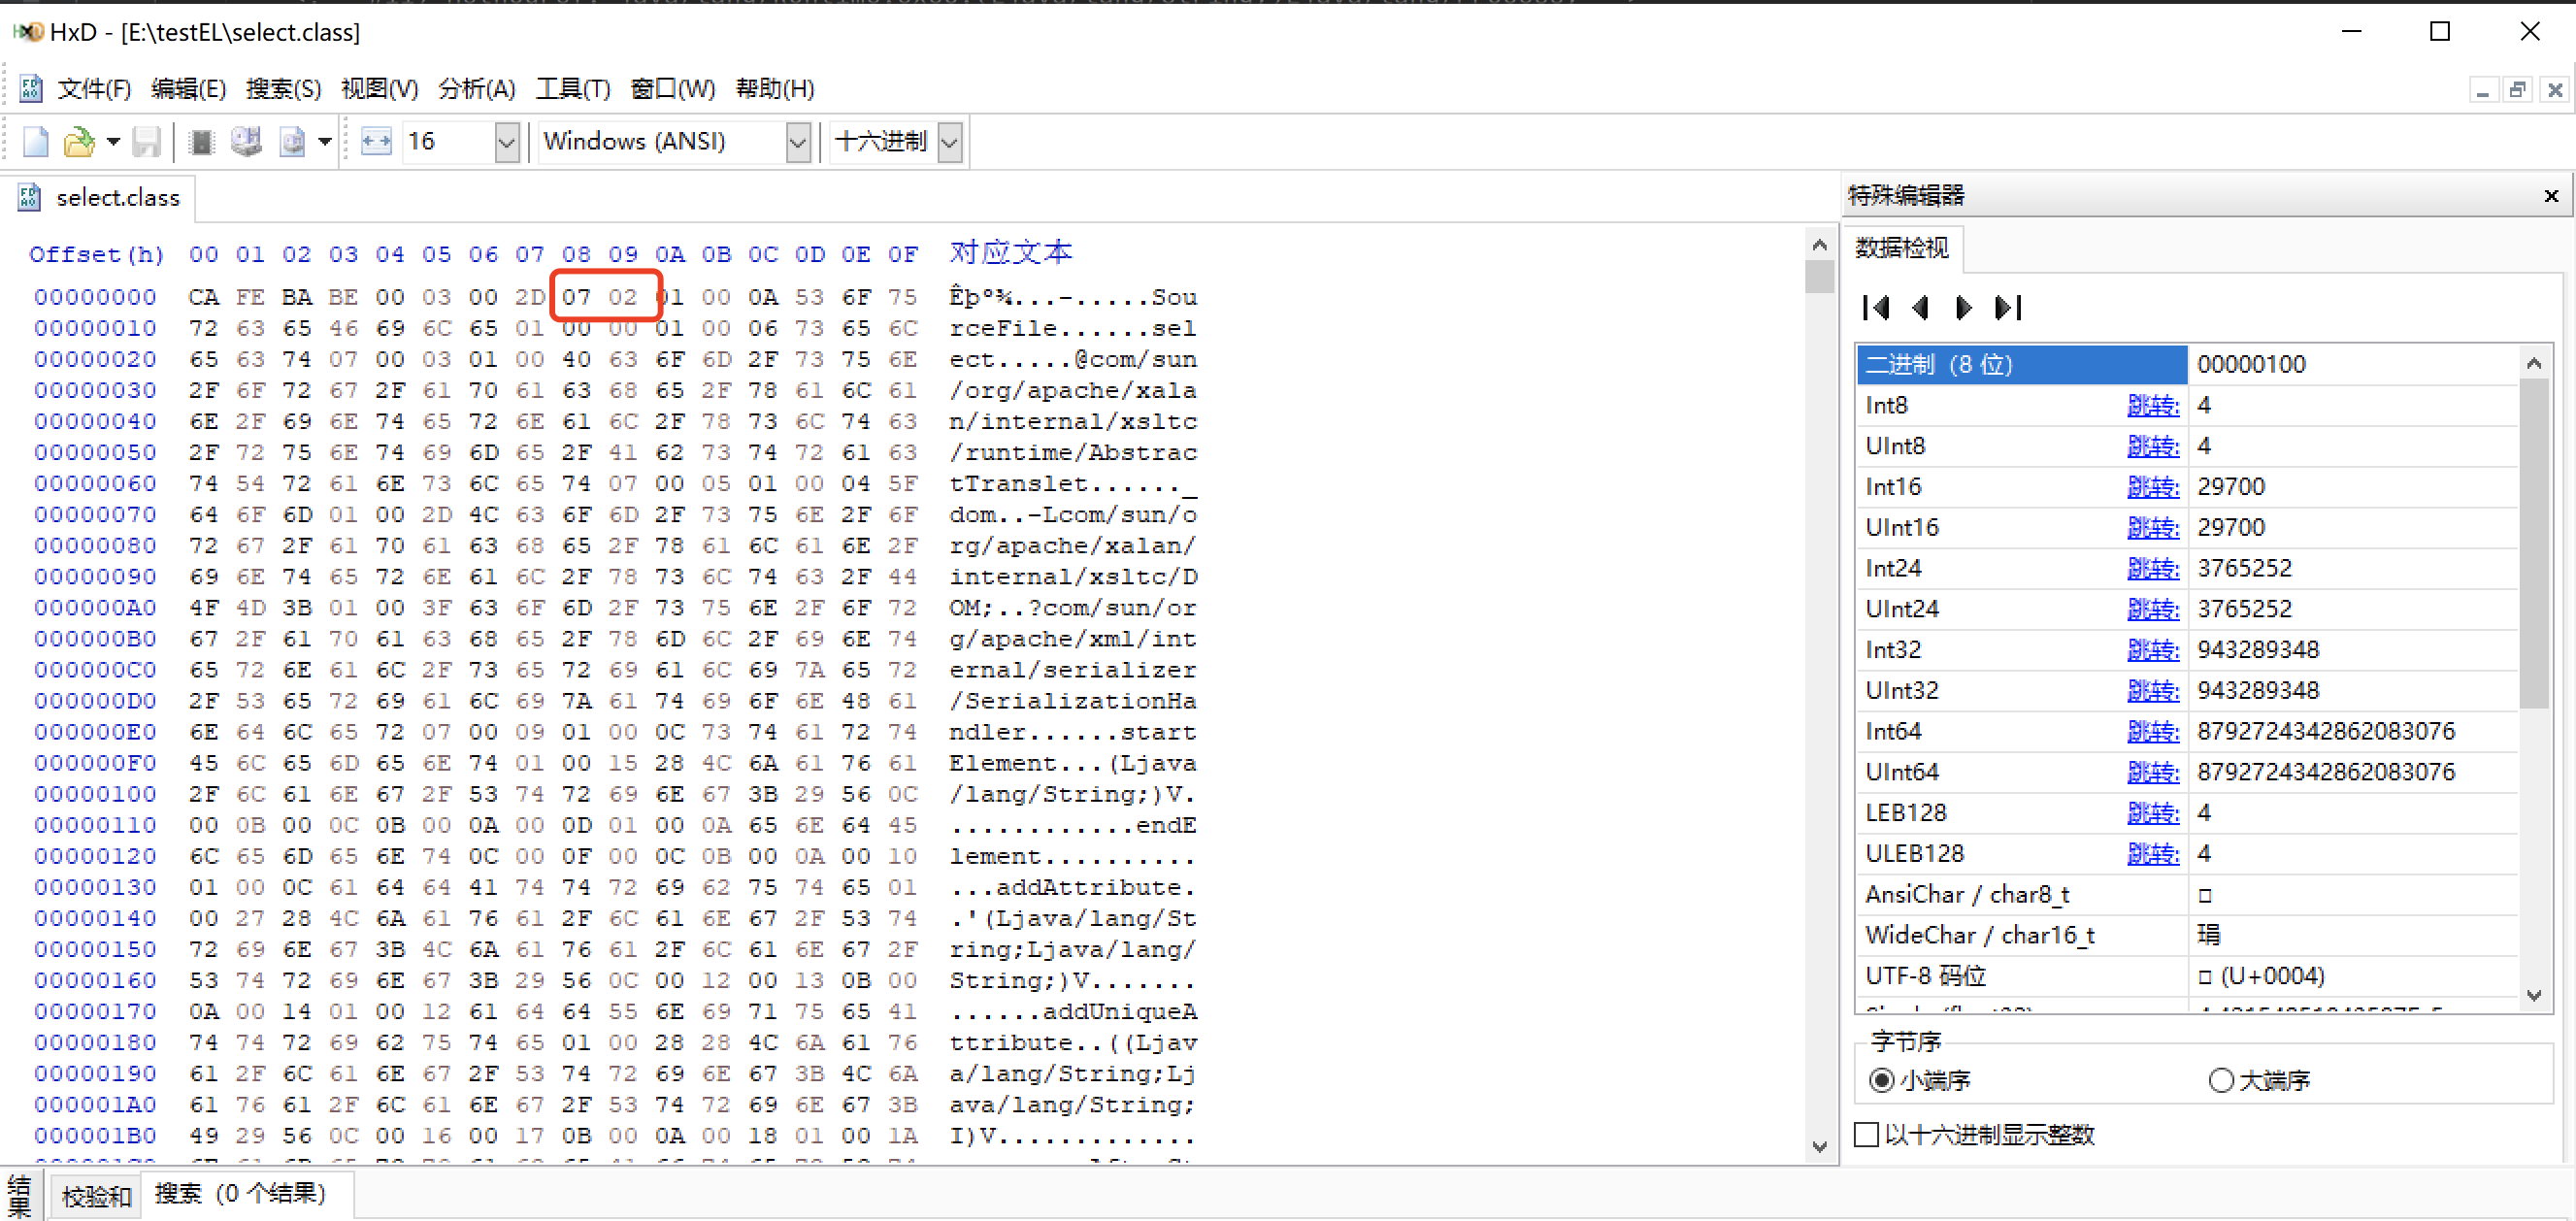 HxD - [E:\testEL\select.class]
文件(F) 编辑(E) 搜索(S) 视图(V) 分析(A) 工具(T) 窗口(W) 帮助(H)
16 Windows (ANSI) 十六进制
select.class
Offset(h) 00 01 02 03 04 05 06 07 08 09 0A 0B 0C 0D 0E 0F 对应文本
00000000 CA FE BA BE 00 03 00 2D 07 02 01 00 0A 53 6F 75 Êþº¾...-.....Sou
00000010 72 63 65 46 69 6C 65 01 00 00 01 00 06 73 65 6C rceFile......sel
00000020 65 63 74 07 00 03 01 00 40 63 6F 6D 2F 73 75 6E ect.....@com/sun
00000030 2F 6F 72 67 2F 61 70 61 63 68 65 2F 78 61 6C 61 /org/apache/xala
00000040 6E 2F 69 6E 74 65 72 6E 61 6C 2F 78 73 6C 74 63 n/internal/xsltc
00000050 2F 72 75 6E 74 69 6D 65 2F 41 62 73 74 72 61 63 /runtime/Abstrac
00000060 74 54 72 61 6E 73 6C 65 74 07 00 05 01 00 04 5F tTranslet......_
00000070 64 6F 6D 01 00 2D 4C 63 6F 6D 2F 73 75 6E 2F 6F dom..-Lcom/sun/o
00000080 72 67 2F 61 70 61 63 68 65 2F 78 61 6C 61 6E 2F rg/apache/xalan/
00000090 69 6E 74 65 72 6E 61 6C 2F 78 73 6C 74 63 2F 44 internal/xsltc/D
000000A0 4F 4D 3B 01 00 3F 63 6F 6D 2F 73 75 6E 2F 6F 72 OM;..?com/sun/or
000000B0 67 2F 61 70 61 63 68 65 2F 78 6D 6C 2F 69 6E 74 g/apache/xml/int
000000C0 65 72 6E 61 6C 2F 73 65 72 69 61 6C 69 7A 65 72 ernal/serializer
000000D0 2F 53 65 72 69 61 6C 69 7A 61 74 69 6F 6E 48 61 /SerializationHa
000000E0 6E 64 6C 65 72 07 00 09 01 00 0C 73 74 61 72 74 ndler......start
000000F0 45 6C 65 6D 65 6E 74 01 00 15 28 4C 6A 61 76 61 Element...(Ljava
00000100 2F 6C 61 6E 67 2F 53 74 72 69 6E 67 3B 29 56 0C /lang/String;)V.
00000110 00 0B 00 0C 0B 00 0A 00 0D 01 00 0A 65 6E 64 45 ............endE
00000120 6C 65 6D 65 6E 74 0C 00 0F 00 0C 0B 00 0A 00 10 lement..........
00000130 01 00 0C 61 64 64 41 74 74 72 69 62 75 74 65 01 ...addAttribute.
00000140 00 27 28 4C 6A 61 76 61 2F 6C 61 6E 67 2F 53 74 .'(Ljava/lang/St
00000150 72 69 6E 67 3B 4C 6A 61 76 61 2F 6C 61 6E 67 2F ring;Ljava/lang/
00000160 53 74 72 69 6E 67 3B 29 56 0C 00 12 00 13 0B 00 String;)V.......
00000170 0A 00 14 01 00 12 61 64 64 55 6E 69 71 75 65 41 ......addUniqueA
00000180 74 74 72 69 62 75 74 65 01 00 28 28 4C 6A 61 76 ttribute..((Ljav
00000190 61 2F 6C 61 6E 67 2F 53 74 72 69 6E 67 3B 4C 6A a/lang/String;Lj
000001A0 61 76 61 2F 6C 61 6E 67 2F 53 74 72 69 6E 67 3B ava/lang/String;
000001B0 49 29 56 0C 00 16 00 17 0B 00 0A 00 18 01 00 1A I)V.............
特殊编辑器
数据检视
二进制 (8 位) 00000100
Int8 跳转: 4
UInt8 跳转: 4
Int16 跳转: 29700
UInt16 跳转: 29700
Int24 跳转: 3765252
UInt24 跳转: 3765252
Int32 跳转: 943289348
UInt32 跳转: 943289348
Int64 跳转: 8792724342862083076
UInt64 跳转: 8792724342862083076
LEB128 跳转: 4
ULEB128 跳转: 4
AnsiChar / char8_t □
WideChar / char16_t 琄
UTF-8 码位 □ (U+0004)
字节序
小端序 大端序
以十六进制显示整数
结果
校验和 搜索 (0 个结果)